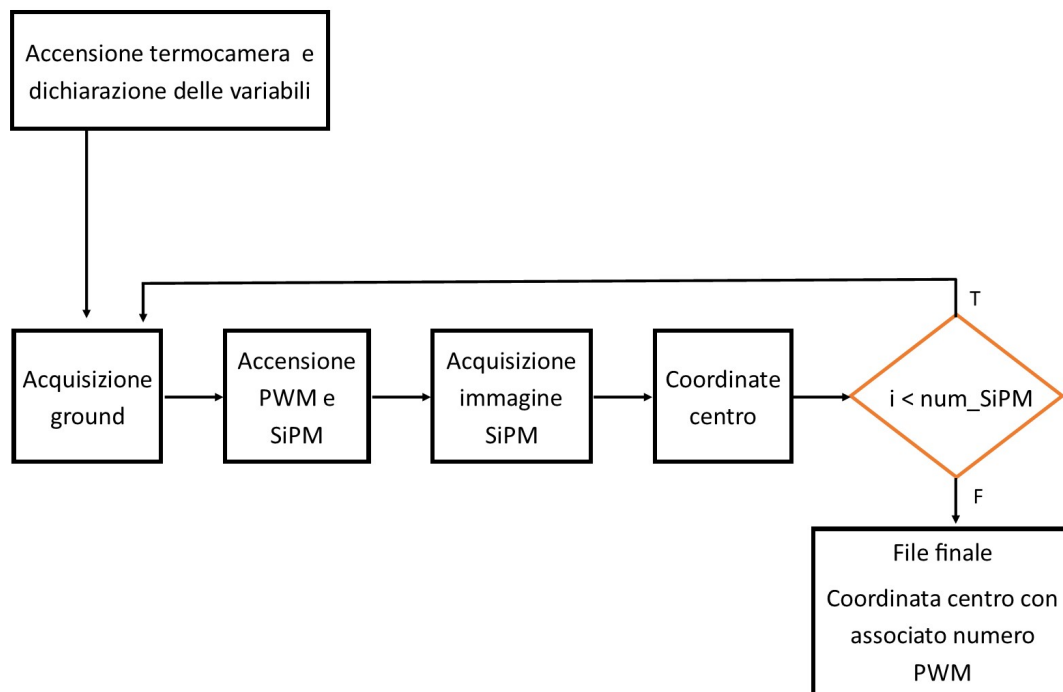 Accensione termocamera e
dichiarazione delle variabili
T
Acquisizione
ground
Accensione
PWM e
SiPM
Acquisizione
immagine
SiPM
Coordinate
centro
i < num_SiPM
F
File finale
Coordinata centro con
associato numero
PWM